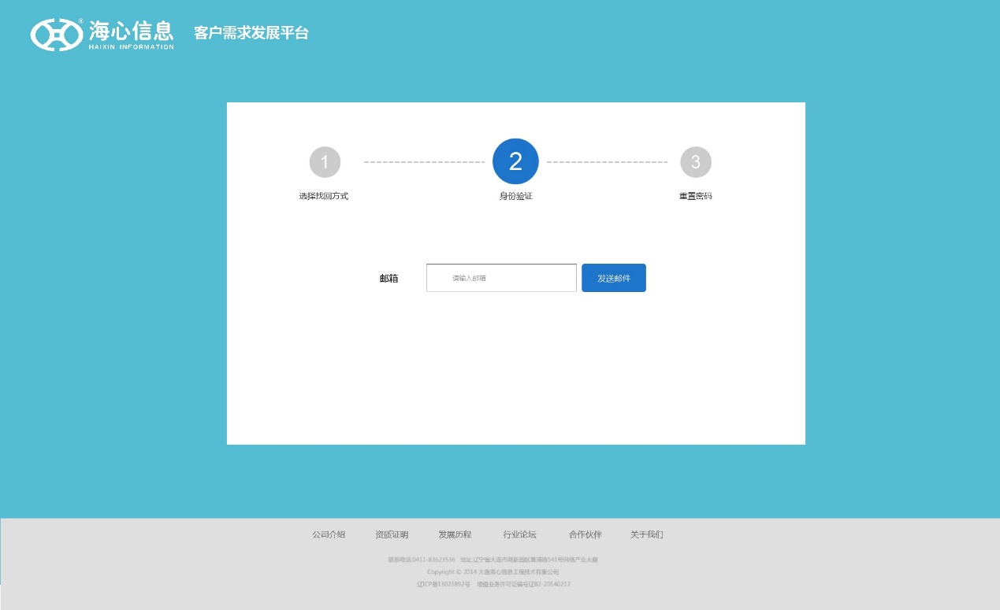 海心信息 ® 客户需求发展平台
HAIXIN INFORMATION
1 2 3
选择找回方式 身份验证 重置密码
邮箱 请输入邮箱 发送邮件
公司介绍 资质证明 发展历程 行业论坛 合作伙伴 关于我们
联系电话:0411-83623536 地址:辽宁省大连市高新园区黄浦路541号网络产业大厦
Copyright © 2014 大连海心信息工程技术有限公司
辽ICP备13023892号 增值业务许可证编号辽B2-20140217